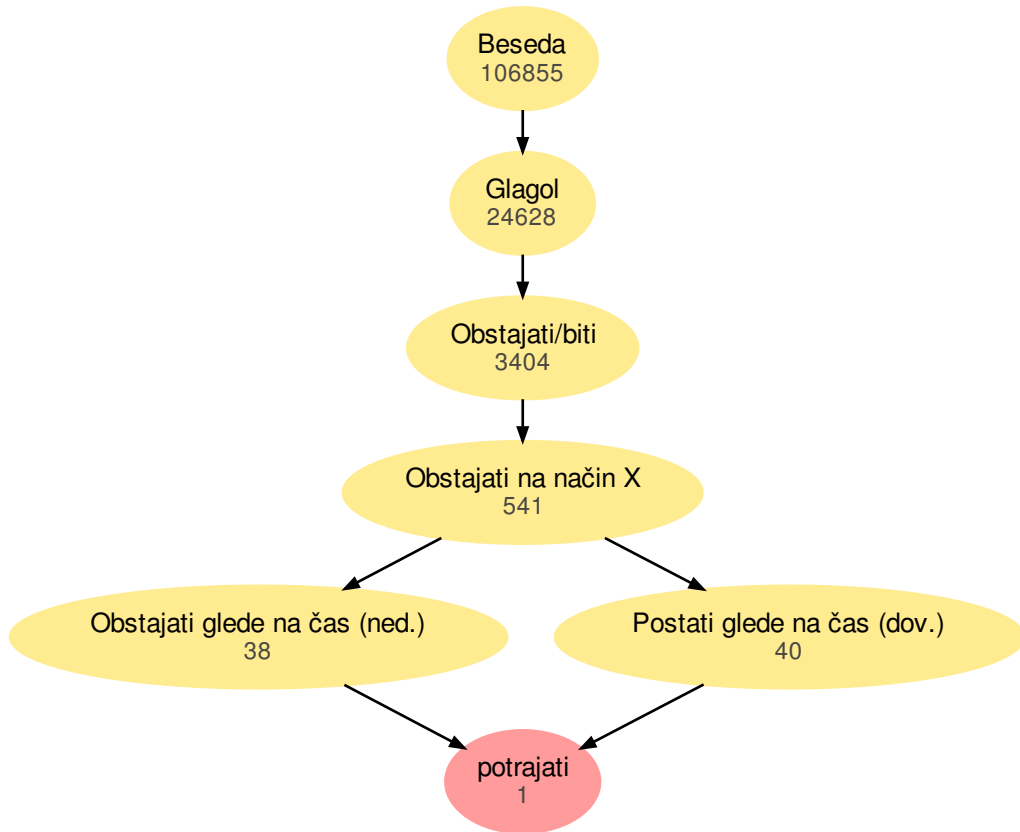 Beseda
106855
Glagol
24628
Obstajati/biti
3404
Obstajati na način X
541
Obstajati glede na čas (ned.)
38
Postati glede na čas (dov.)
40
potrajati
1